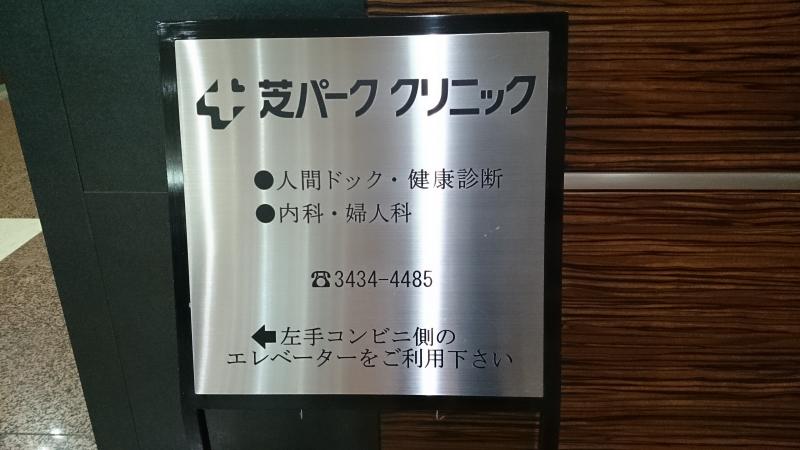 芝パーク クリニック
●人間ドック・健康診断
●内科・婦人科
☎3434-4485
←左手コンビニ側の
エレベーターをご利用下さい